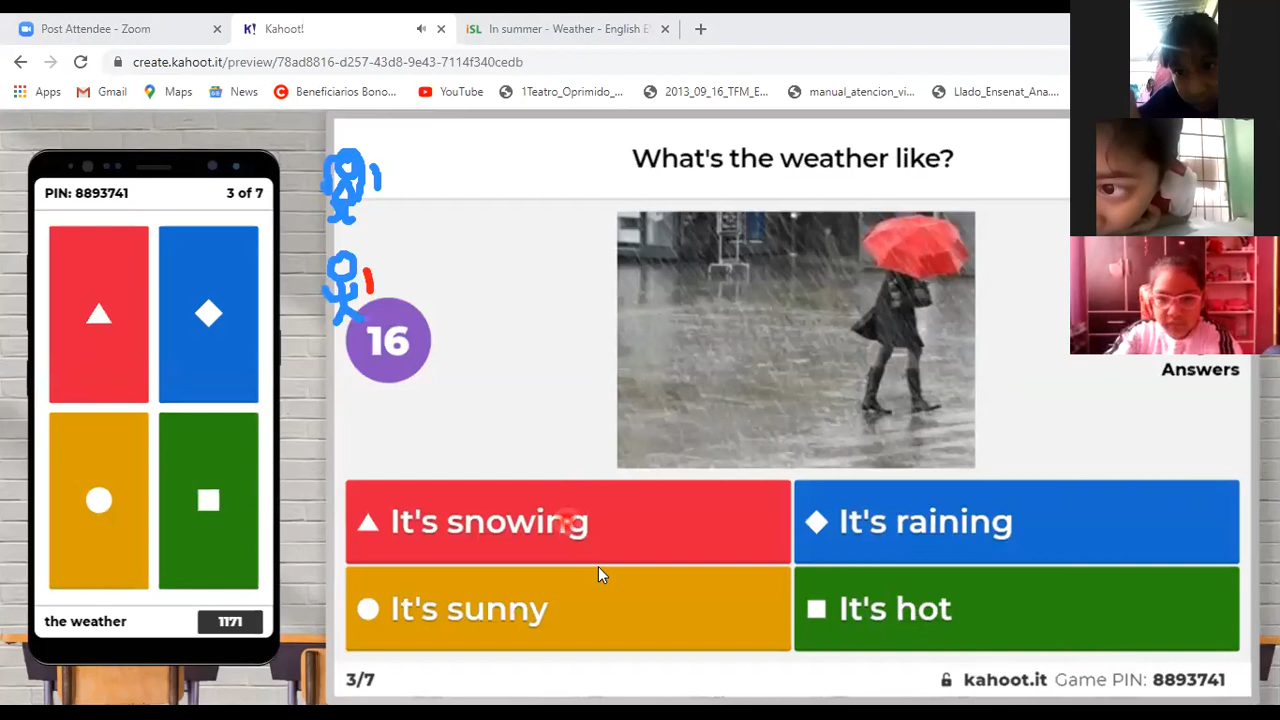 Post Attendee - Zoom
K! Kahoot!
iSL In summer - Weather - English E
create.kahoot.it/preview/78ad8816-d257-43d8-9e43-7114f340cedb
Apps Gmail Maps News Beneficiarios Bono... YouTube 1Teatro_Oprimido_... 2013_09_16_TFM_E... manual_atencion_vi... Llado_Ensenat_Ana....
PIN: 8893741 3 of 7
What's the weather like?
16
Answers
It's snowing
It's raining
It's sunny
It's hot
the weather 1171
3/7
kahoot.it Game PIN: 8893741